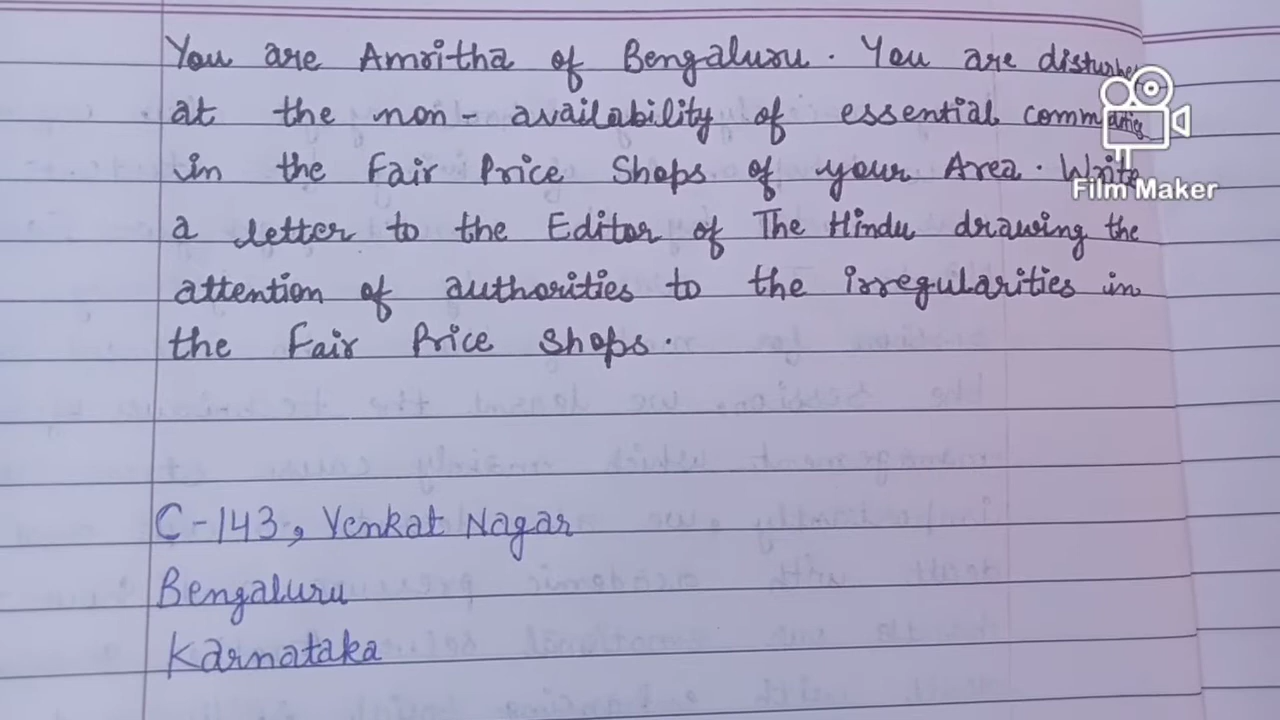 You are Amritha of Bengaluru. You are
at the non-availability of essential
in the Fair Price Shops of your Area. Write
a letter to the Editor of The Hindu drawing the
attention of authorities to the irregularities in
the Fair Price Shops.
C-143, Venkat Nagar
Bengaluru
Karnataka
Film Maker